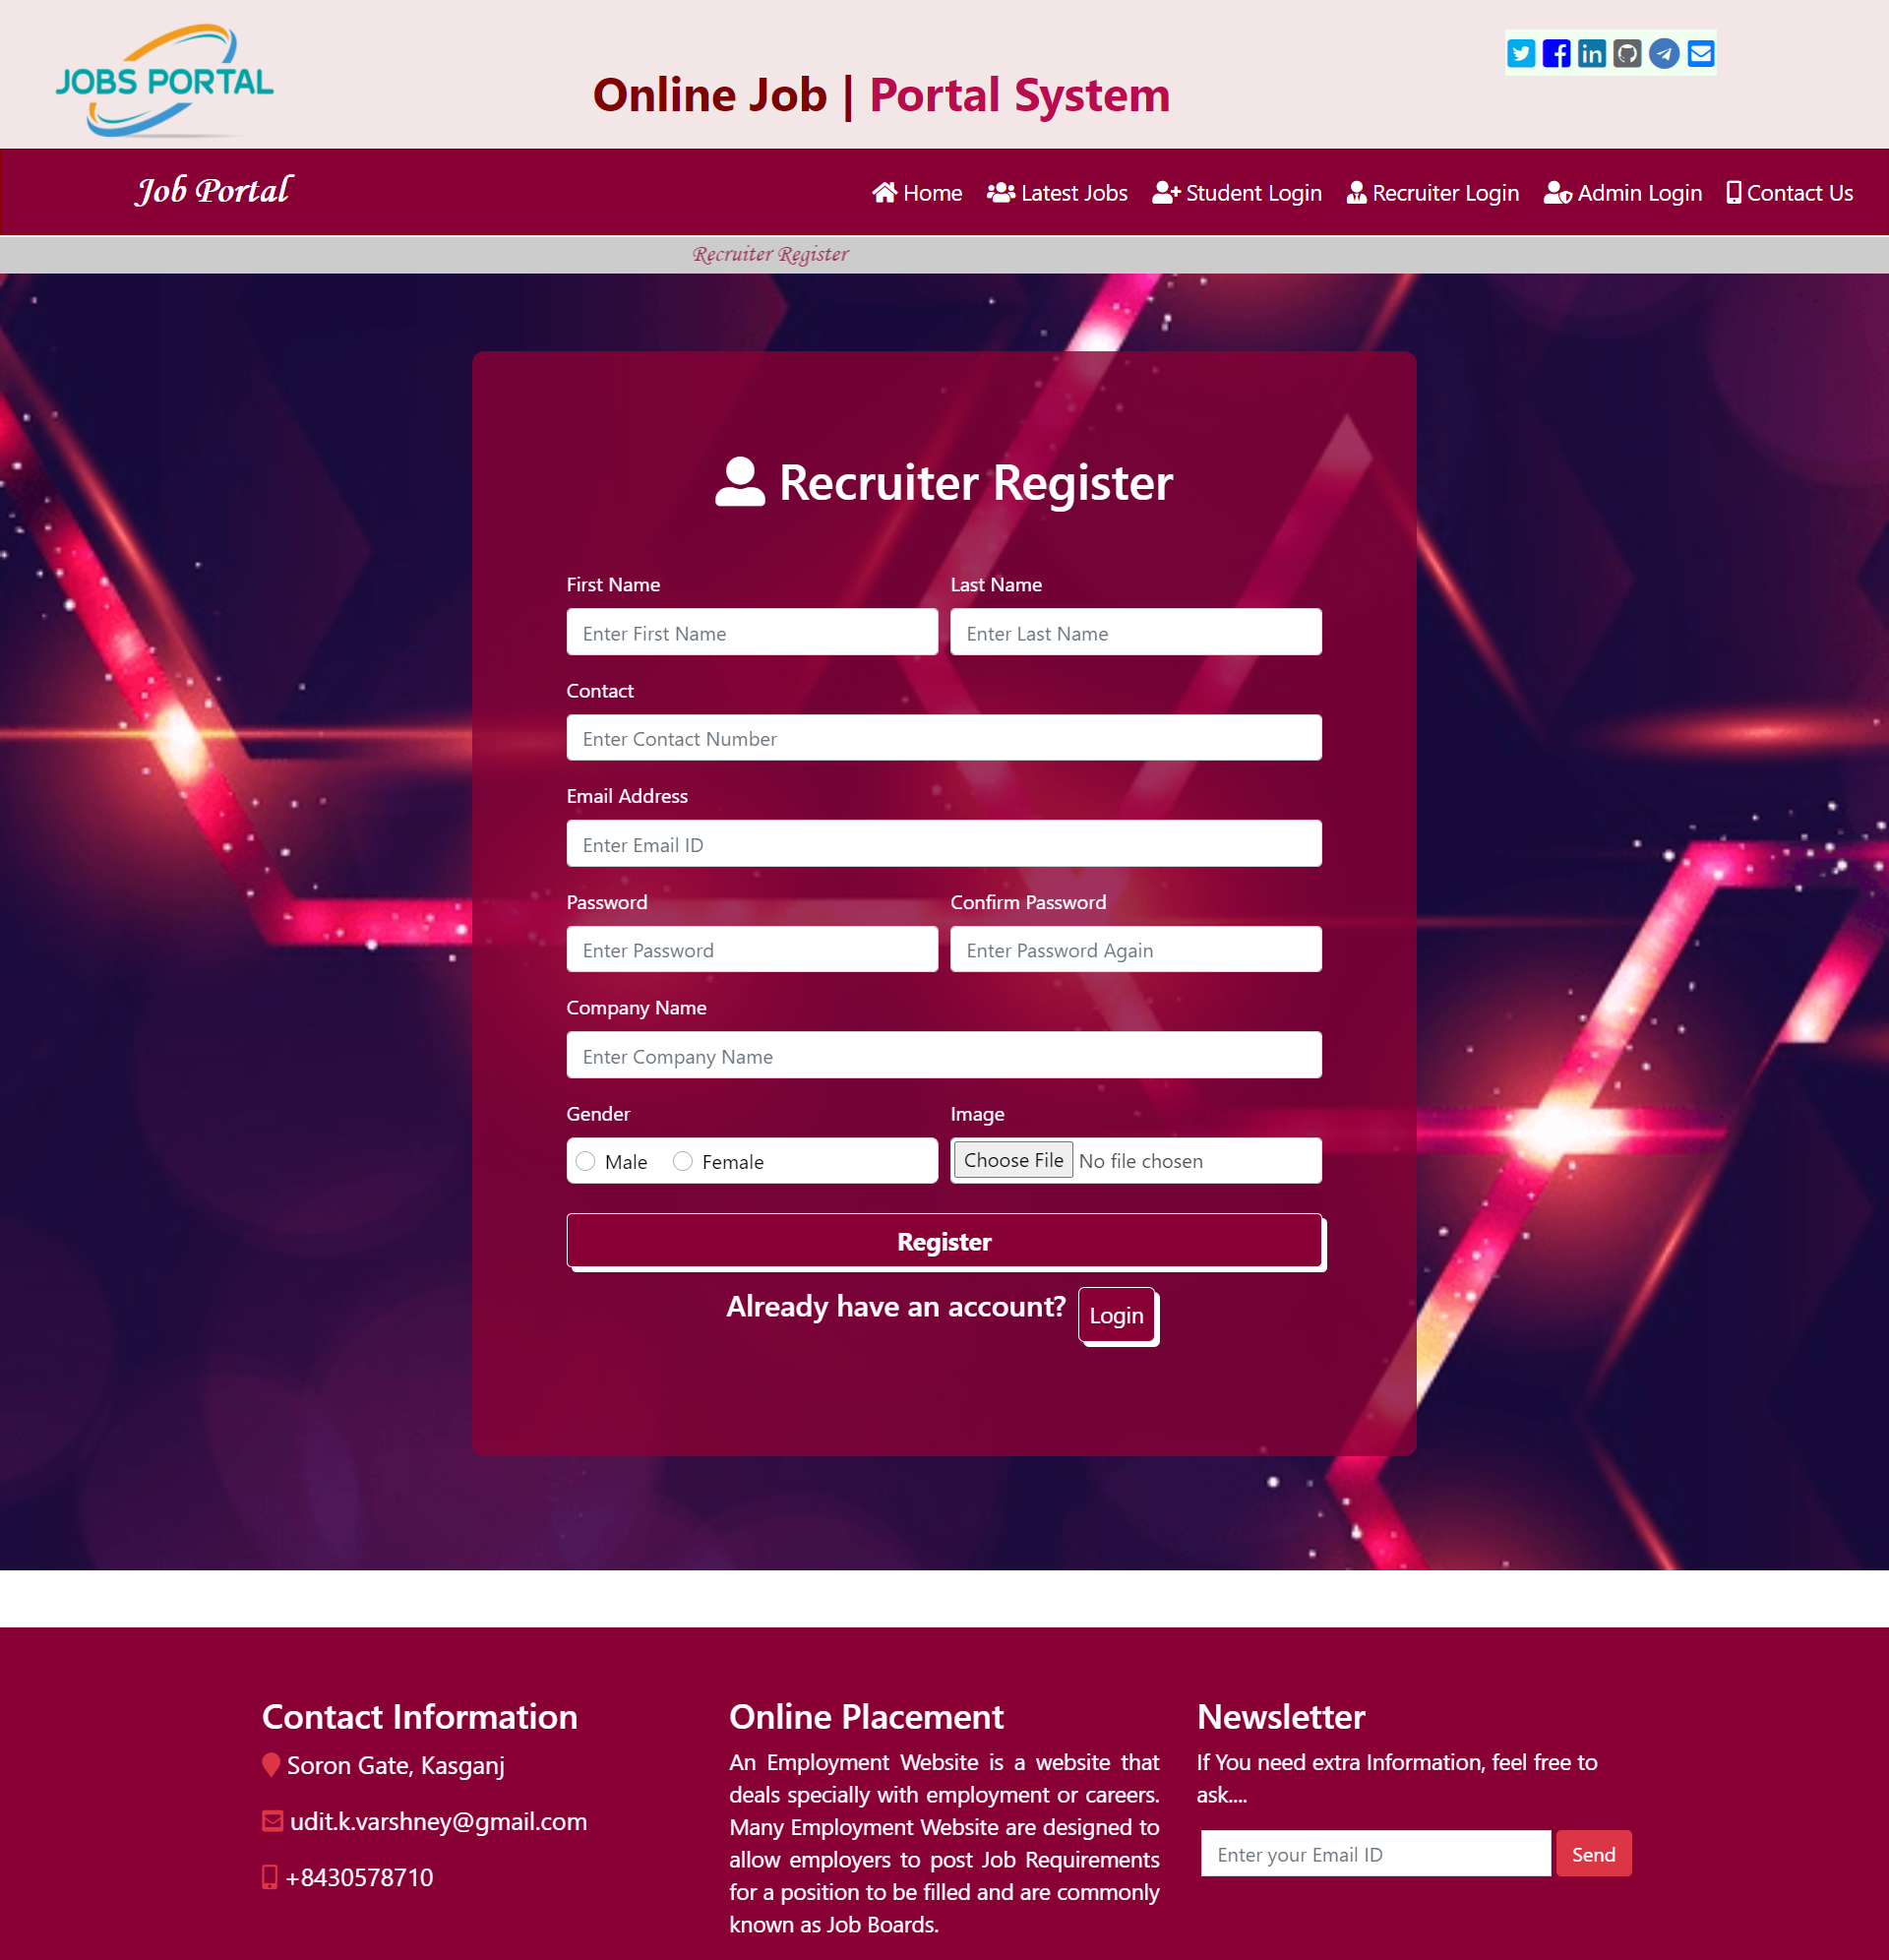 JOBS PORTAL
Online Job | Portal System
Job Portal
Home Latest Jobs Student Login Recruiter Login Admin Login Contact Us
Recruiter Register
Recruiter Register
First Name Last Name
Enter First Name Enter Last Name
Contact
Enter Contact Number
Email Address
Enter Email ID
Password Confirm Password
Enter Password Enter Password Again
Company Name
Enter Company Name
Gender Image
Male Female Choose File No file chosen
Register
Already have an account? Login
Contact Information
Soron Gate, Kasganj
udit.k.varshney@gmail.com
+8430578710
Online Placement
An Employment Website is a website that
deals specially with employment or careers.
Many Employment Website are designed to
allow employers to post Job Requirements
for a position to be filled and are commonly
known as Job Boards.
Newsletter
If You need extra Information, feel free to
ask....
Enter your Email ID Send